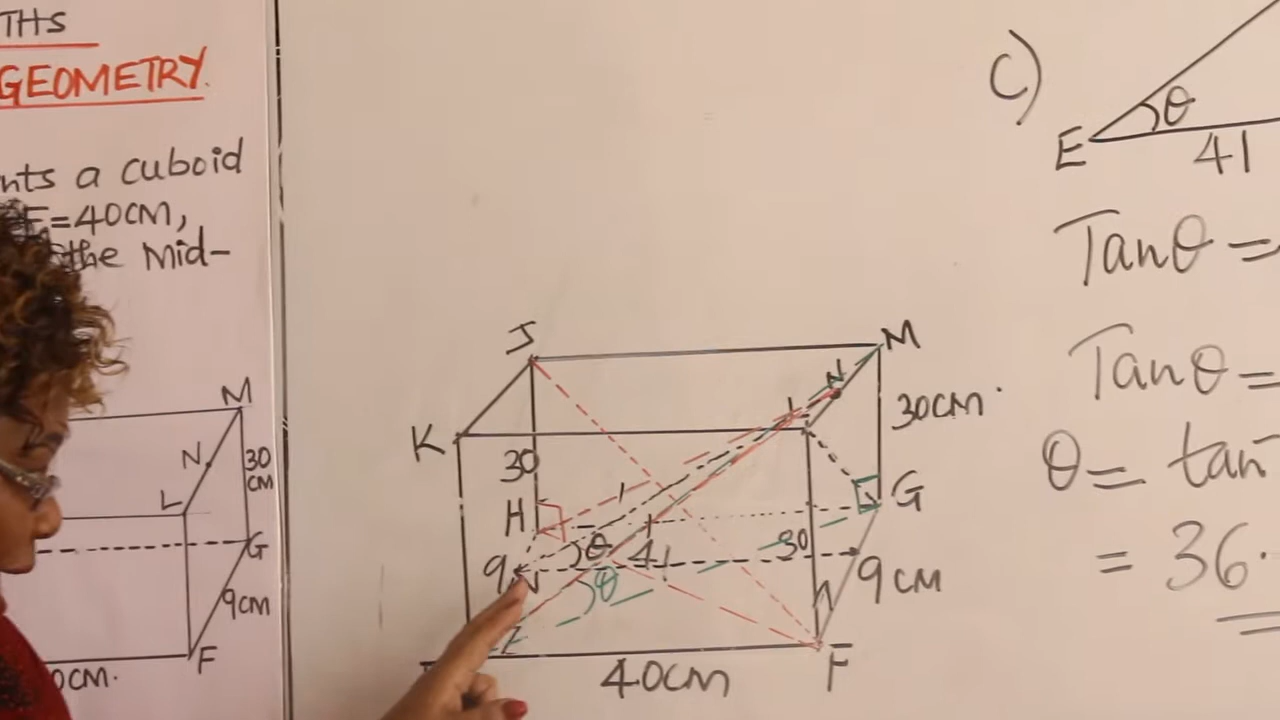 THS
GEOMETRY.
nts a cuboid
=40cm,
the mid-
M
N
30
CM
L
G
9cm
F
0cm.
J
M
K
N
L
30cm.
30
H
G
θ
41
30
9
N
θ
9cm
E
40cm
F
C)
E
θ
41
Tanθ =
Tanθ =
θ = tan
= 36.